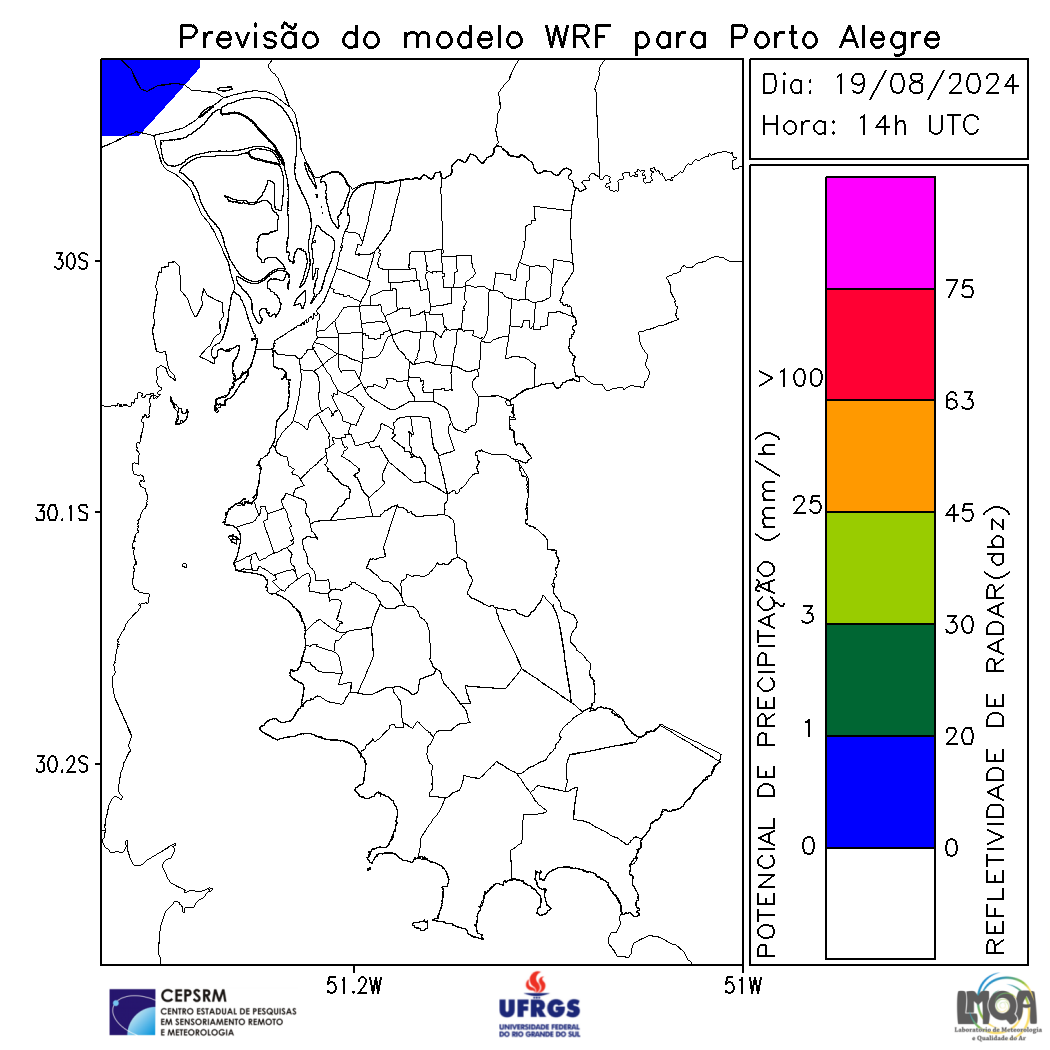 Previsão do modelo WRF para Porto Alegre
Dia: 19/08/2024
Hora: 14h UTC
30S
30.1S
30.2S
51.2W
51W
POTENCIAL DE PRECIPITAÇÃO (mm/h)
>100
25
3
1
0
75
63
45
30
20
0
REFLETIVIDADE DE RADAR(dbz)
CEPSRM
CENTRO ESTADUAL DE PESQUISAS
EM SENSORIAMENTO REMOTO
E METEOROLOGIA
UFRGS
UNIVERSIDADE FEDERAL
DO RIO GRANDE DO SUL
LMQA
Laboratório de Meteorologia
e Qualidade do Ar